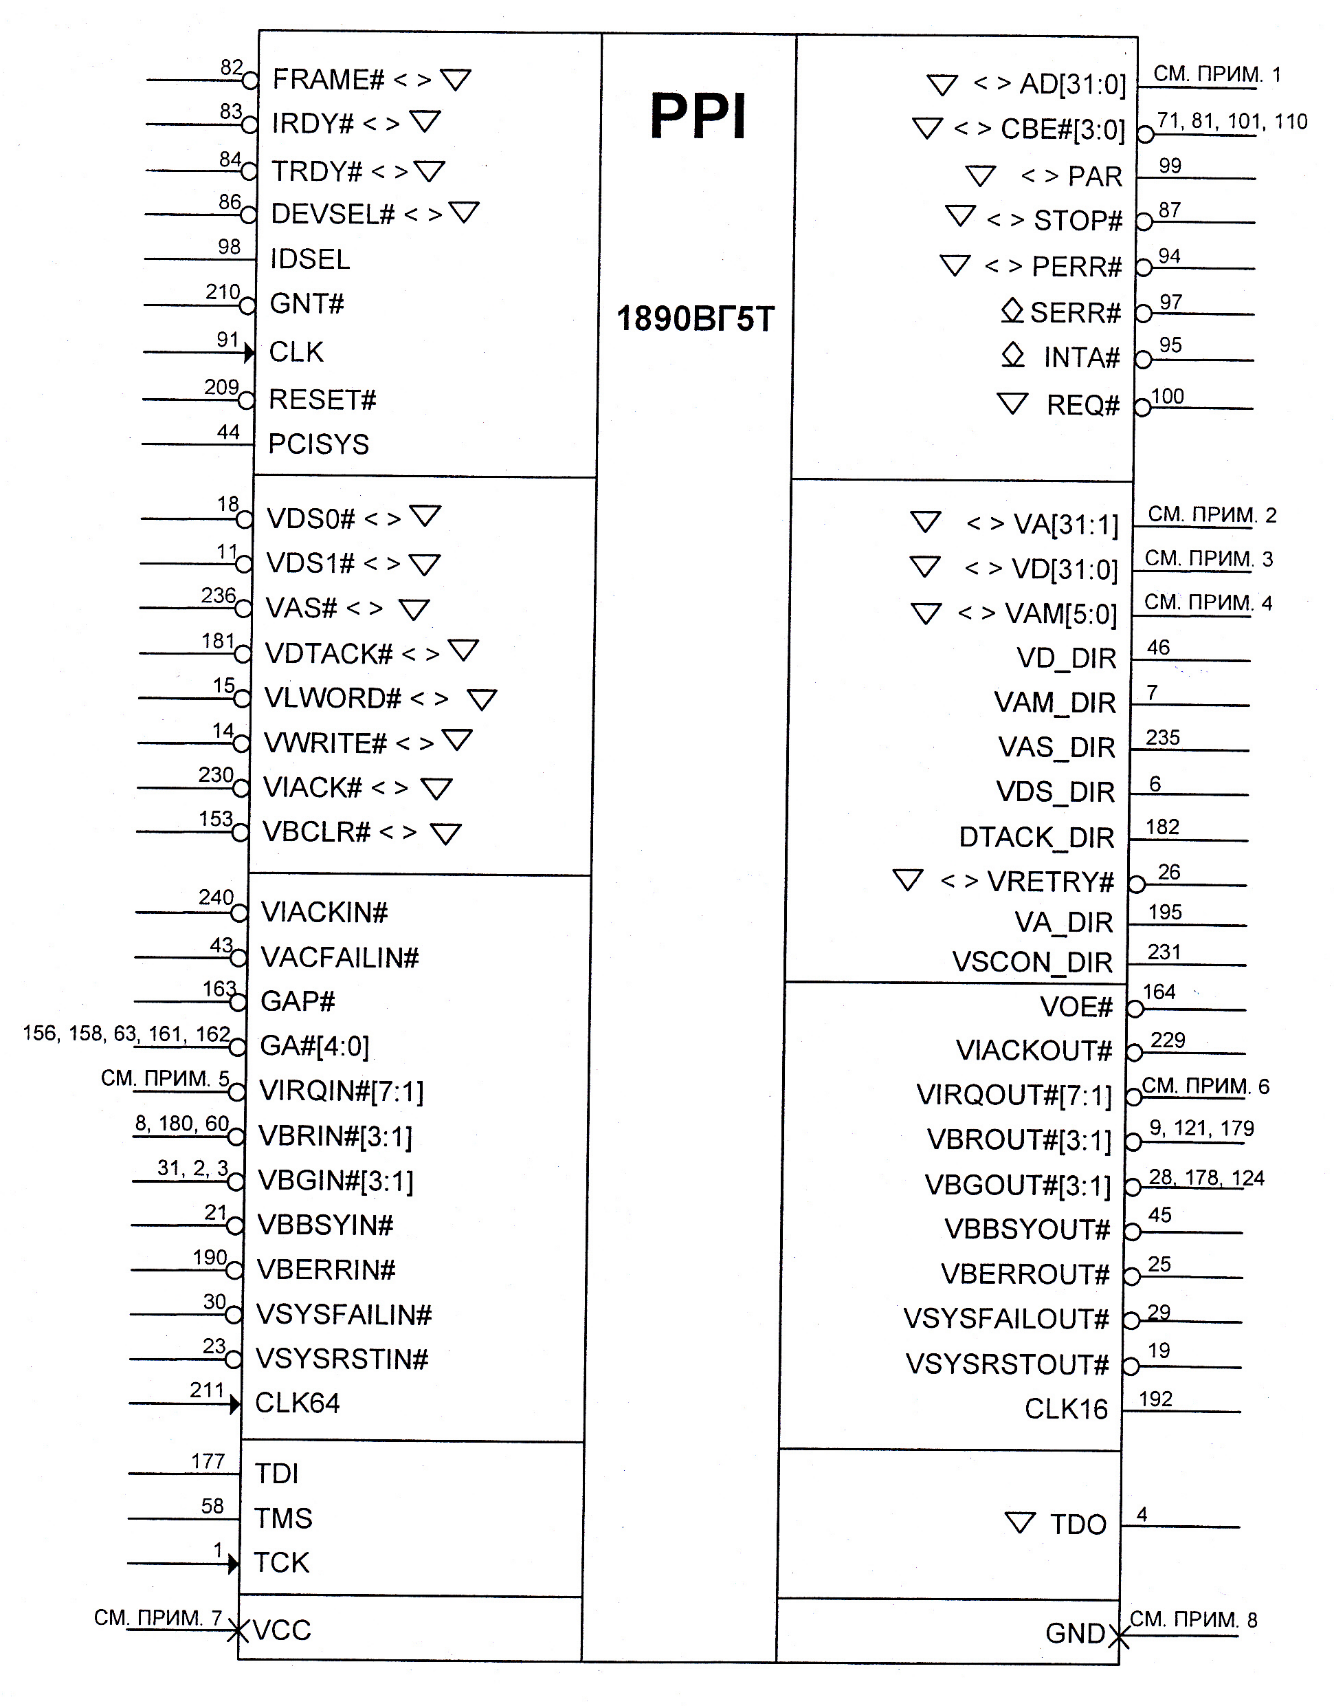 PPI
1890ВГ5Т
82 FRAME# < >
83 IRDY# < >
84 TRDY# < >
86 DEVSEL# < >
98 IDSEL
210 GNT#
91 CLK
209 RESET#
44 PCISYS
18 VDS0# < >
11 VDS1# < >
236 VAS# < >
181 VDTACK# < >
15 VLWORD# < >
14 VWRITE# < >
230 VIACK# < >
153 VBCLR# < >
240 VIACKIN#
43 VACFAILIN#
163 GAP#
156, 158, 63, 161, 162 GA#[4:0]
СМ. ПРИМ. 5 VIRQIN#[7:1]
8, 180, 60 VBRIN#[3:1]
31, 2, 3 VBGIN#[3:1]
21 VBBSYIN#
190 VBERRIN#
30 VSYSFAILIN#
23 VSYSRSTIN#
211 CLK64
177 TDI
58 TMS
1 TCK
СМ. ПРИМ. 7 VCC
< > AD[31:0] СМ. ПРИМ. 1
< > CBE#[3:0] 71, 81, 101, 110
< > PAR 99
< > STOP# 87
< > PERR# 94
SERR# 97
INTA# 95
REQ# 100
< > VA[31:1] СМ. ПРИМ. 2
< > VD[31:0] СМ. ПРИМ. 3
< > VAM[5:0] СМ. ПРИМ. 4
VD_DIR 46
VAM_DIR 7
VAS_DIR 235
VDS_DIR 6
DTACK_DIR 182
< > VRETRY# 26
VA_DIR 195
VSCON_DIR 231
VOE# 164
VIACKOUT# 229
VIRQOUT#[7:1] СМ. ПРИМ. 6
VBROUT#[3:1] 9, 121, 179
VBGOUT#[3:1] 28, 178, 124
VBBSYOUT# 45
VBERROUT# 25
VSYSFAILOUT# 29
VSYSRSTOUT# 19
CLK16 192
TDO 4
GND СМ. ПРИМ. 8